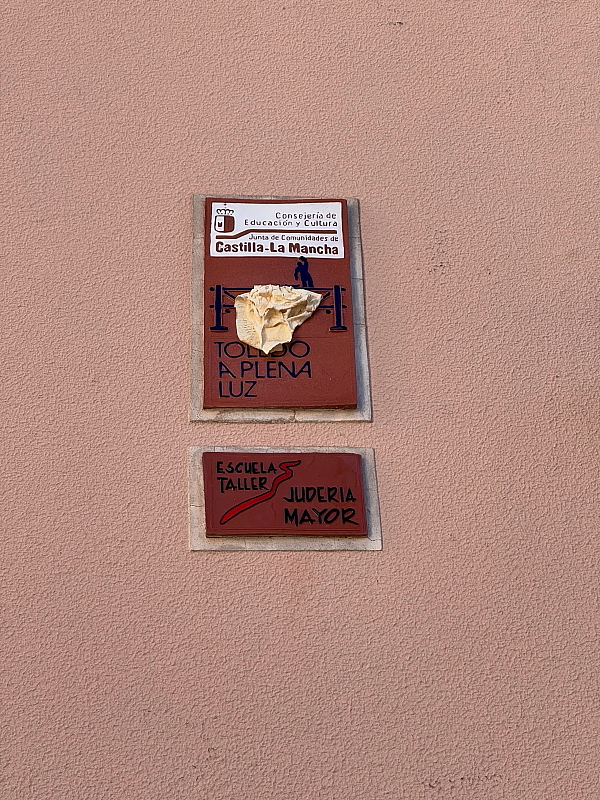 Consejería de
Educación y Cultura
Junta de Comunidades de
Castilla-La Mancha
TOLEDO
A PLENA
LUZ
ESCUELA
TALLER
JUDERIA
MAYOR